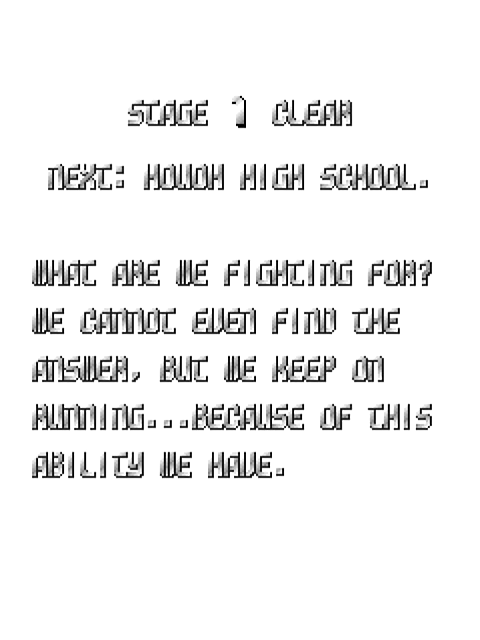 STAGE 1 CLEAR
NEXT: HOUOH HIGH SCHOOL.
WHAT ARE WE FIGHTING FOR?
WE CANNOT EVEN FIND THE
ANSWER, BUT WE KEEP ON
RUNNING...BECAUSE OF THIS
ABILITY WE HAVE.